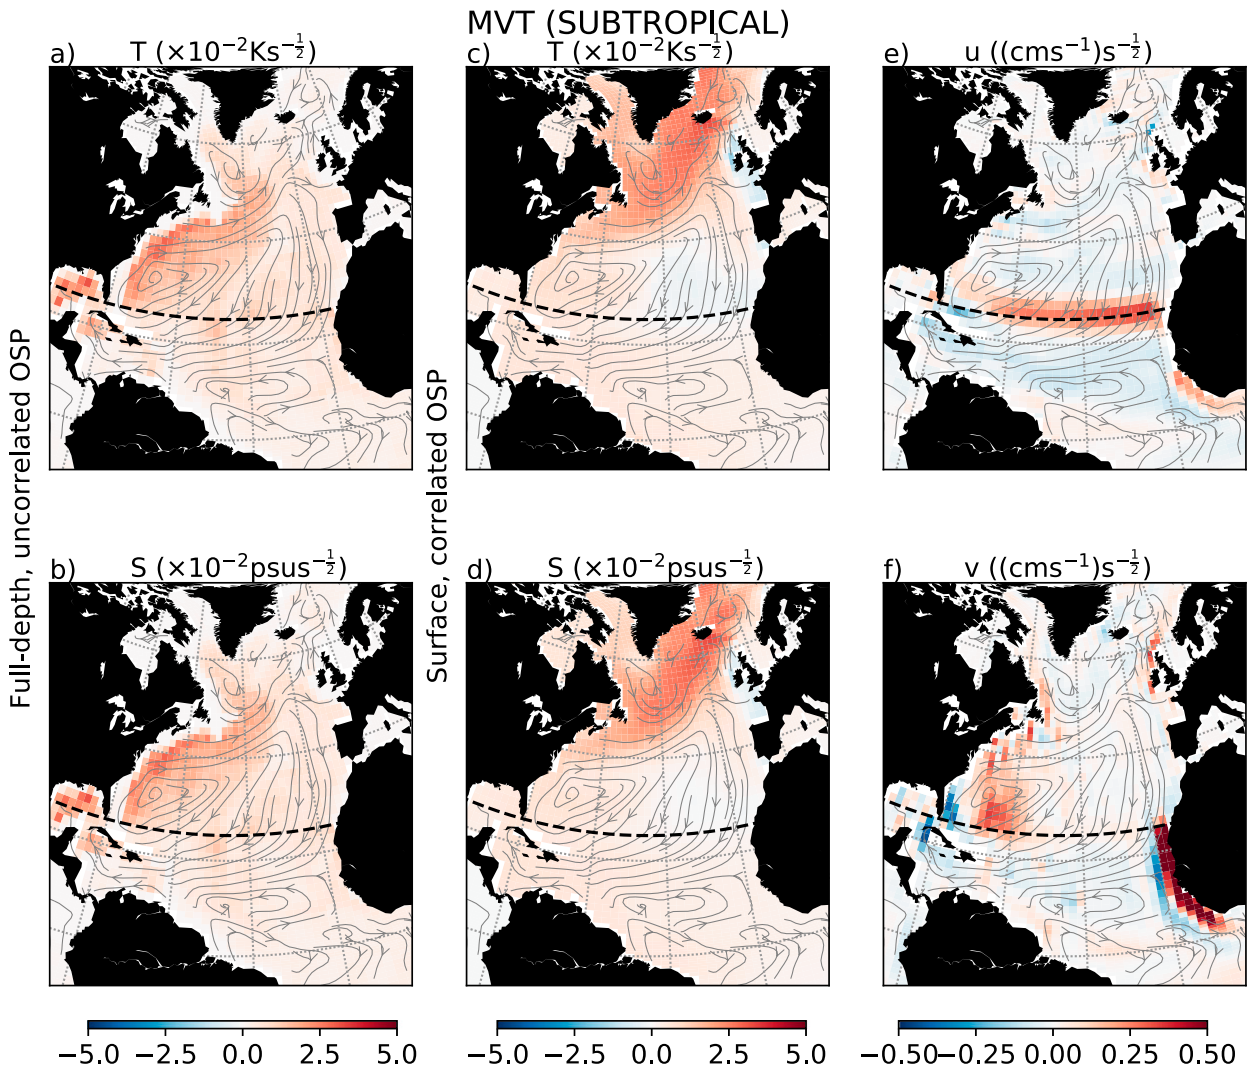 MVT (SUBTROPICAL)
a) T (×10⁻²Ks^{-1/2})
c) T (×10⁻²Ks^{-1/2})
e) u ((cms⁻¹)s^{-1/2})
Full-depth, uncorrelated OSP
Surface, correlated OSP
b) S (×10⁻²psus^{-1/2})
d) S (×10⁻²psus^{-1/2})
f) v ((cms⁻¹)s^{-1/2})
−5.0 −2.5 0.0 2.5 5.0
−5.0 −2.5 0.0 2.5 5.0
−0.50 −0.25 0.00 0.25 0.50